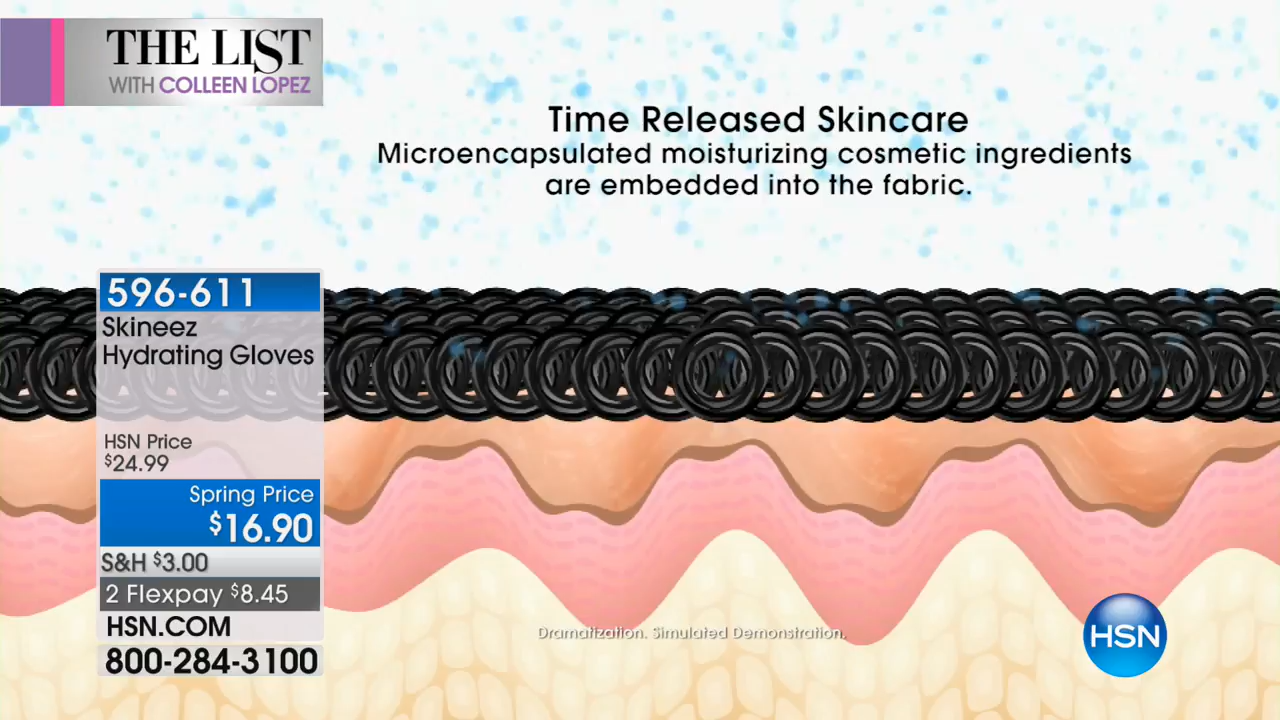 THE LIST
WITH COLLEEN LOPEZ
Time Released Skincare
Microencapsulated moisturizing cosmetic ingredients
are embedded into the fabric.
596-611
Skineez
Hydrating Gloves
HSN Price
$24.99
Spring Price
$16.90
S&H $3.00
2 Flexpay $8.45
HSN.COM
800-284-3100
Dramatization. Simulated Demonstration.
HSN